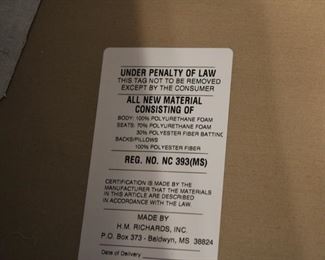 UNDER PENALTY OF LAW
THIS TAG NOT TO BE REMOVED
EXCEPT BY THE CONSUMER
ALL NEW MATERIAL
CONSISTING OF
BODY: 100% POLYURETHANE FOAM
SEATS: 70% POLYURETHANE FOAM
30% POLYESTER FIBER BATTING
BACKS/PILLOWS:
100% POLYESTER FIBER
REG. NO. NC 393(MS)
CERTIFICATION IS MADE BY THE
MANUFACTURER THAT THE MATERIALS
IN THIS ARTICLE ARE DESCRIBED
IN ACCORDANCE WITH THE LAW.
MADE BY
H.M. RICHARDS, INC.
P.O. Box 373 - Baldwyn, MS 38824
Date of Delivery